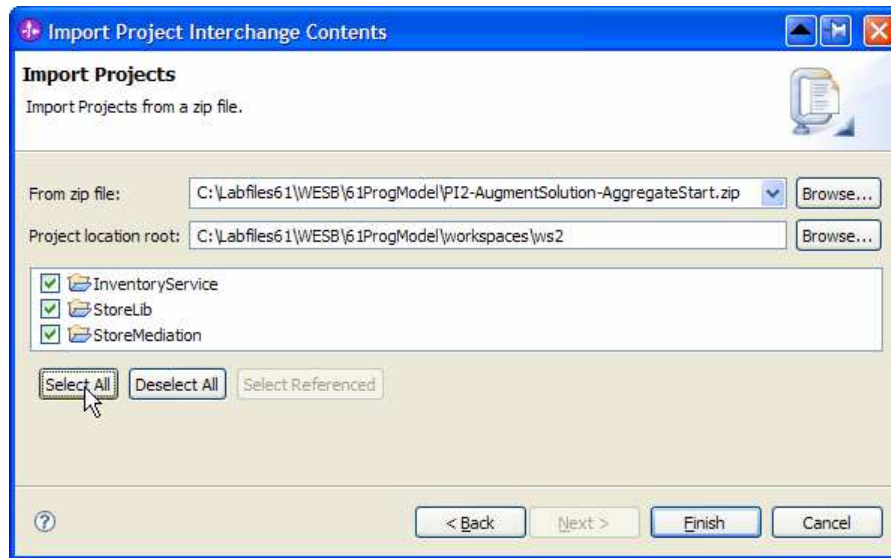 Import Project Interchange Contents
Import Projects
Import Projects from a zip file.
From zip file: C:\Labfiles61\WESB\61ProgModel\PI2-AugmentSolution-AggregateStart.zip Browse...
Project location root: C:\Labfiles61\WESB\61ProgModel\workspaces\ws2 Browse...
InventoryService
StoreLib
StoreMediation
Select All Deselect All Select Referenced
? < Back Next > Finish Cancel